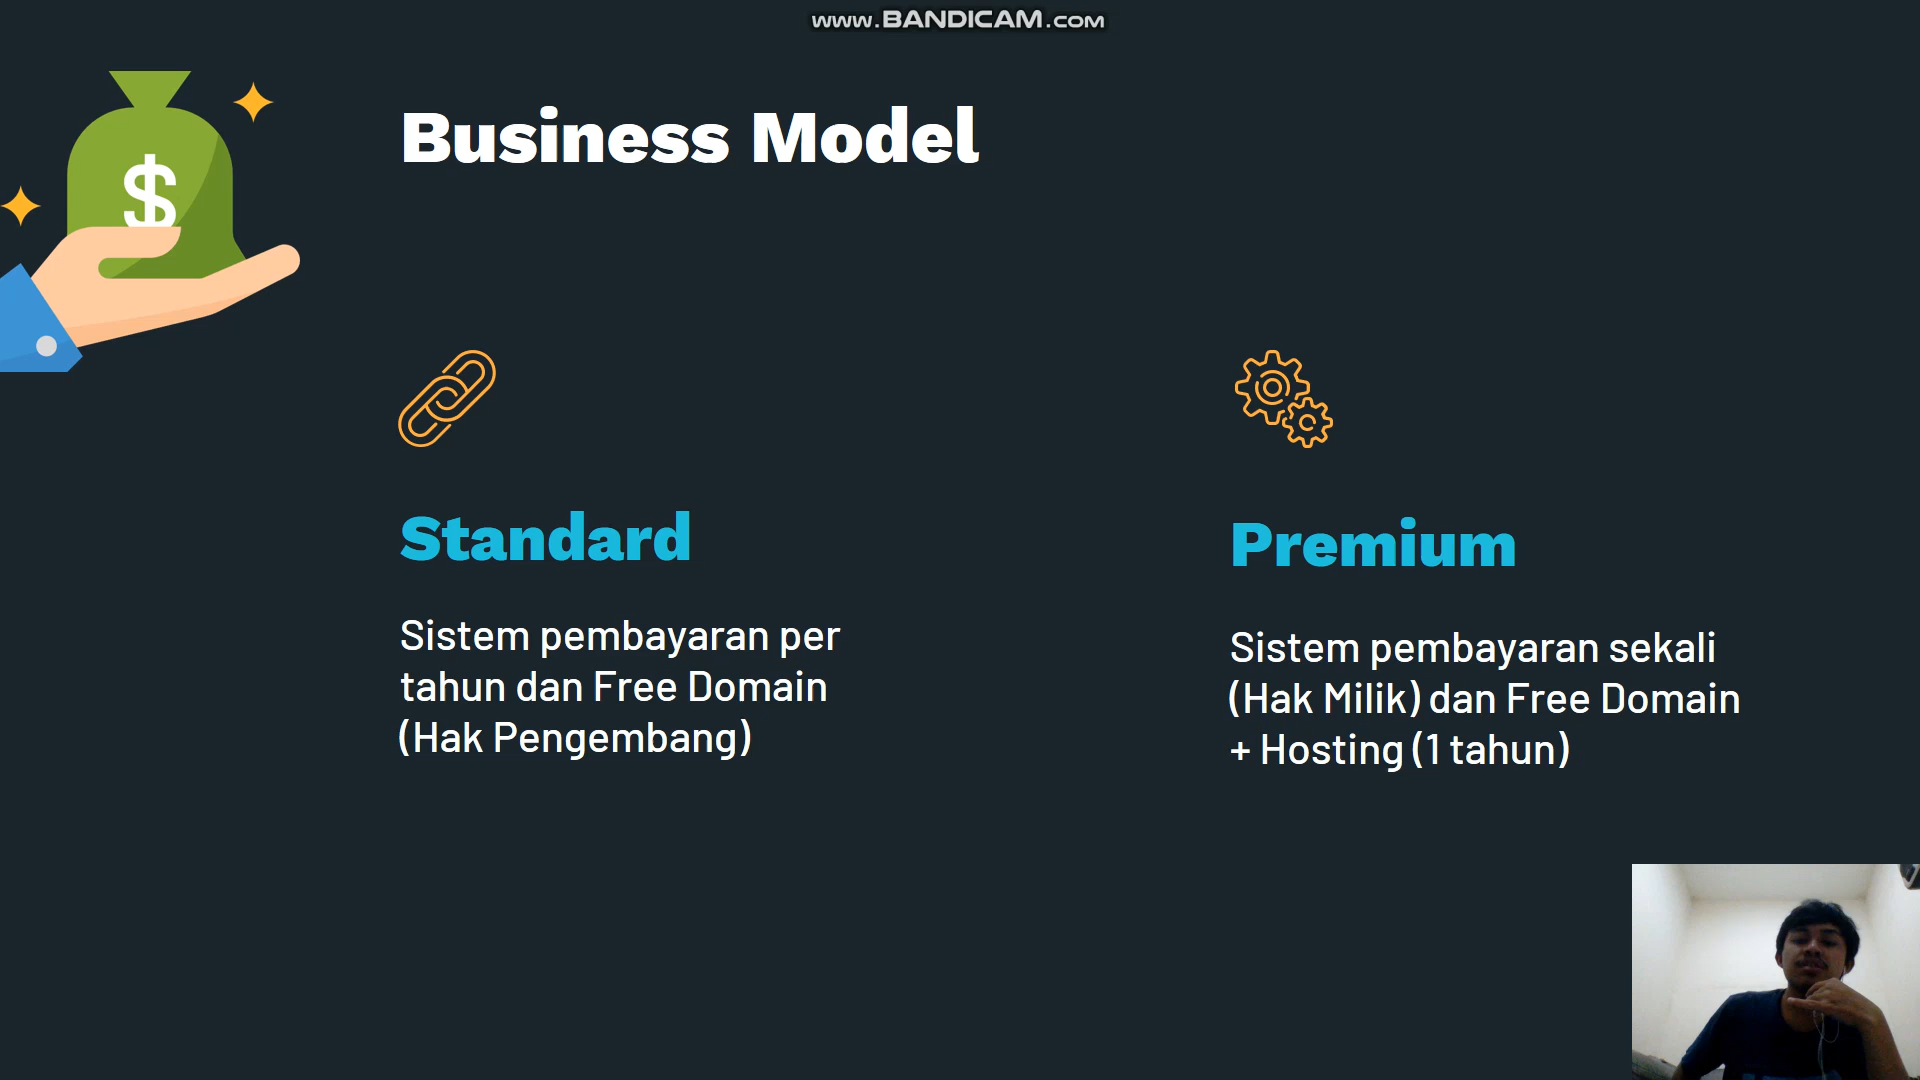 www.BANDICAM.com
$
Business Model
Standard
Sistem pembayaran per
tahun dan Free Domain
(Hak Pengembang)
Premium
Sistem pembayaran sekali
(Hak Milik) dan Free Domain
+ Hosting (1 tahun)